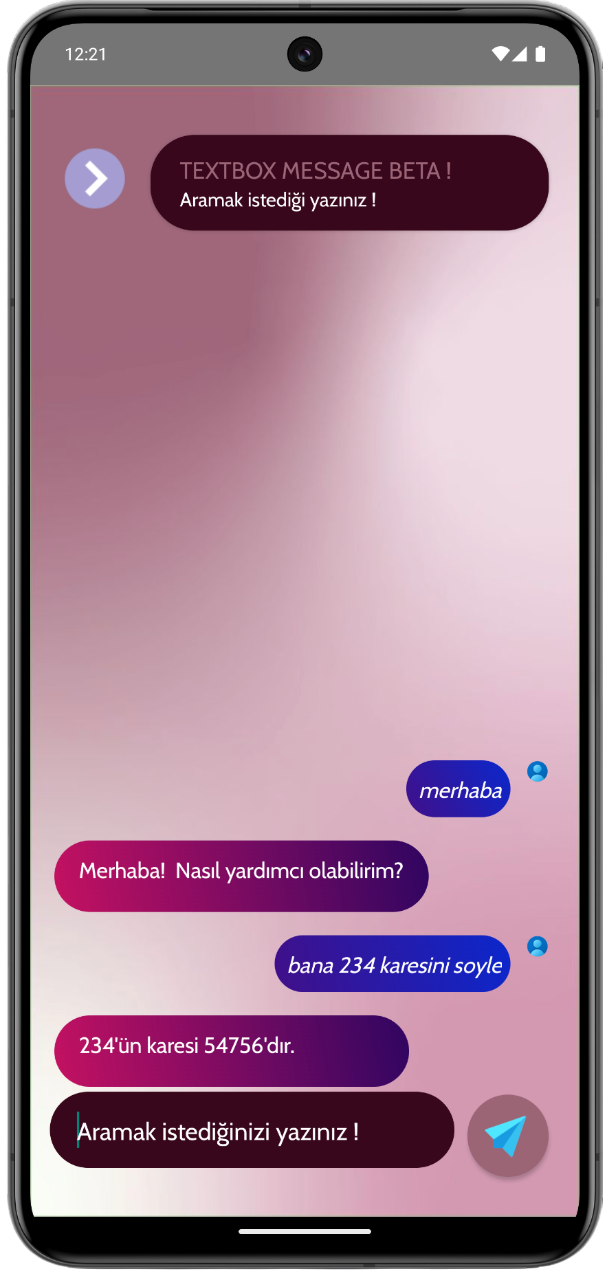 12:21
TEXTBOX MESSAGE BETA !
Aramak istediği yazınız !
merhaba
Merhaba!  Nasıl yardımcı olabilirim?
bana 234 karesini soyle
234'ün karesi 54756'dır.
Aramak istediğinizi yazınız !